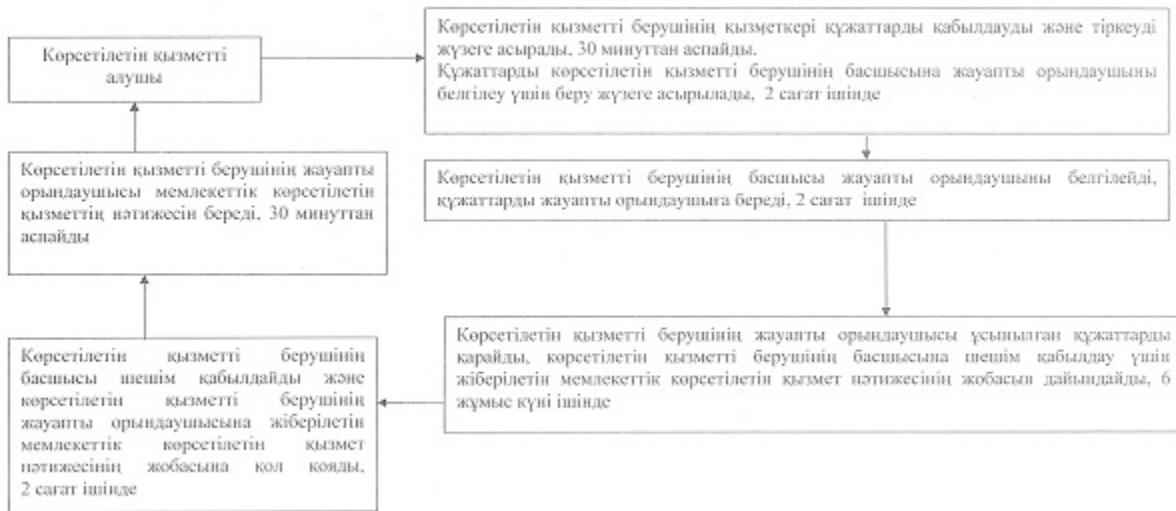 Көрсетілетін қызметті
алушы
Көрсетілетін қызметті берушінің қызметкері құжаттарды қабылдауды және тіркеуді
жүзеге асырады, 30 минуттан аспайды.
Құжаттарды көрсетілетін қызметті берушінің басшысына жауапты орындаушыны
белгілеу үшін беру жүзеге асырылады, 2 сағат ішінде
Көрсетілетін қызметті берушінің басшысы жауапты орындаушыны белгілейді,
құжаттарды жауапты орындаушыға береді, 2 сағат ішінде
Көрсетілетін қызметті берушінің жауапты орындаушысы ұсынылған құжаттарды
қарайды, көрсетілетін қызметті берушінің басшысына шешім қабылдау үшін
жіберілетін мемлекеттік көрсетілетін қызмет нәтижесінің жобасын дайындайды, 6
жұмыс күні ішінде
Көрсетілетін қызметті берушінің
басшысы шешім қабылдайды және
көрсетілетін қызметті берушінің
жауапты орындаушысына жіберілетін
мемлекеттік көрсетілетін қызмет
нәтижесінің жобасына қол қояды,
2 сағат ішінде
Көрсетілетін қызметті берушінің жауапты
орындаушысы мемлекеттік көрсетілетін
қызметтің нәтижесін береді, 30 минуттан
аспайды